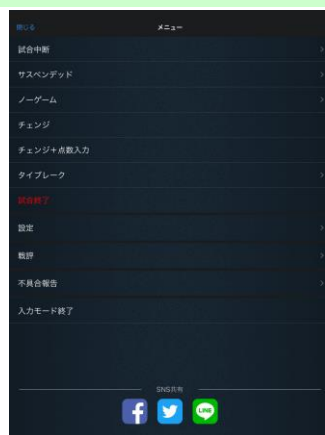 閉じる
メニュー
試合中断
サスペンデッド
ノーゲーム
チェンジ
チェンジ+点数入力
タイブレーク
試合終了
設定
戦評
不具合報告
入力モード終了
SNS共有
LINE